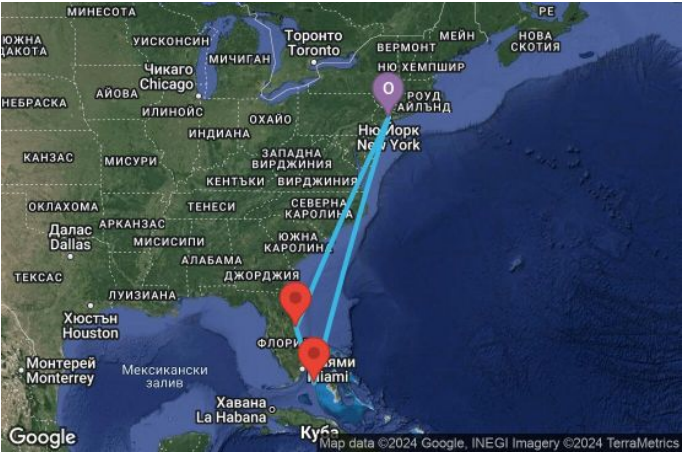 МИНЕСОТА
PE
ЮЖНА
ДАКОТА
УИСКОНСИН
Торонто
Toronto
МЕЙН
НОВА
СКОТИЯ
ВЕРМОНТ
МИЧИГАН
НЮ ХЕМПШИР
Чикаго
Chicago
НЕБРАСКА
АЙОВА
O
РОУД
АЙЛЪНД
ИЛИНОЙС
ОХАЙО
ИНДИАНА
Ню Йорк
New York
КАНЗАС
МИСУРИ
ЗАПАДНА
ВИРДЖИНИЯ
КЕНТЪКИ
ВИРДЖИНИЯ
ОКЛАХОМА
ТЕНЕСИ
СЕВЕРНА
КАРОЛИНА
Далас
Dallas
АРКАНЗАС
МИСИСИПИ
ЮЖНА
КАРОЛИНА
АЛАБАМА
ТЕКСАС
ДЖОРДЖИЯ
ЛУИЗИАНА
Хюстън
Houston
ФЛОРИ
Монтерей
Monterrey
Мексикански
залив
ями
Miami
Хавана
La Habana
Куба
Google
Map data ©2024 Google, INEGI Imagery ©2024 TerraMetrics